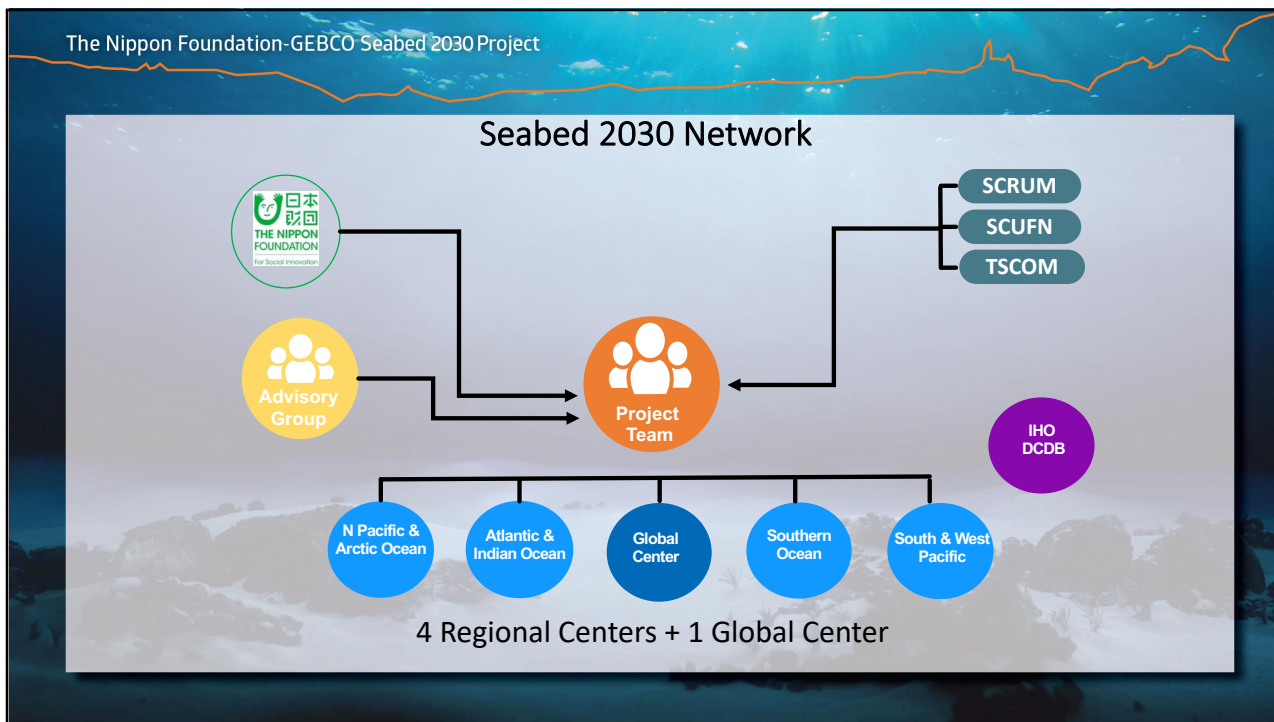 The Nippon Foundation-GEBCO Seabed 2030 Project
Seabed 2030 Network
日本
財団
THE NIPPON
FOUNDATION
For Social Innovation
SCRUM
SCUFN
TSCOM
Advisory
Group
Project
Team
IHO
DCDB
N Pacific &
Arctic Ocean
Atlantic &
Indian Ocean
Global
Center
Southern
Ocean
South & West
Pacific
4 Regional Centers + 1 Global Center